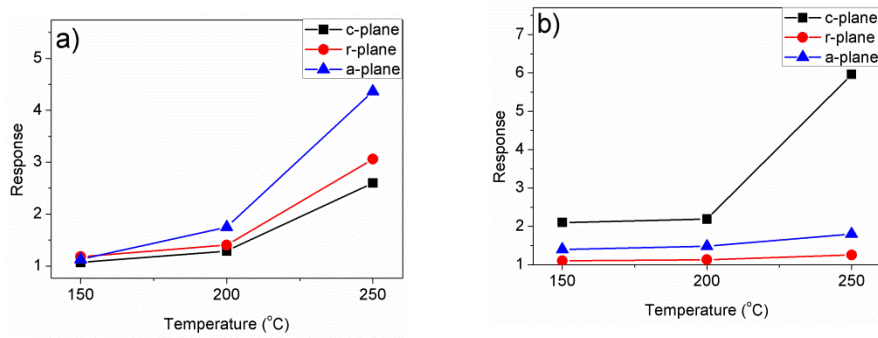 a)
c-plane
r-plane
a-plane
5
4
3
2
1
Response
150 200 250
Temperature (°C)
b)
c-plane
r-plane
a-plane
7
6
5
4
3
2
1
Response
150 200 250
Temperature (°C)